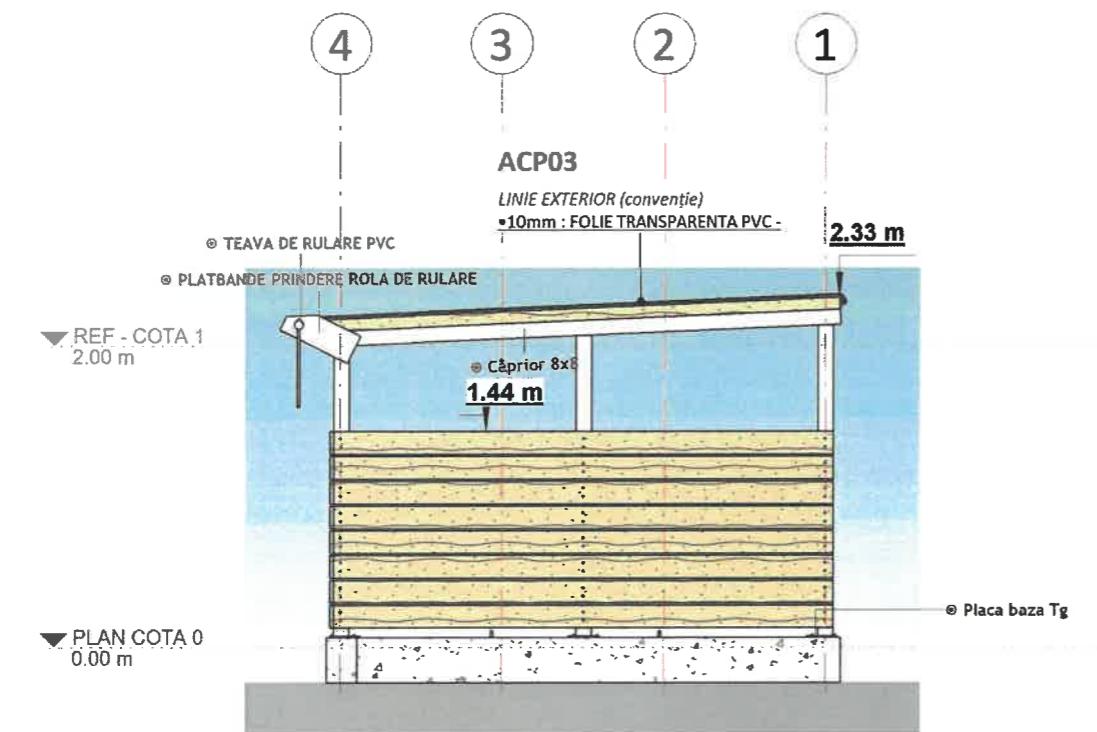 4 3 2 1
ACP03
LINIE EXTERIOR (convenție)
•10mm : FOLIE TRANSPARENTA PVC -
2.33 m
TEAVA DE RULARE PVC
PLATBANDE PRINDERE ROLA DE RULARE
REF - COTA 1
2.00 m
Căprior 8x8
1.44 m
Placa baza Tg
PLAN COTA 0
0.00 m